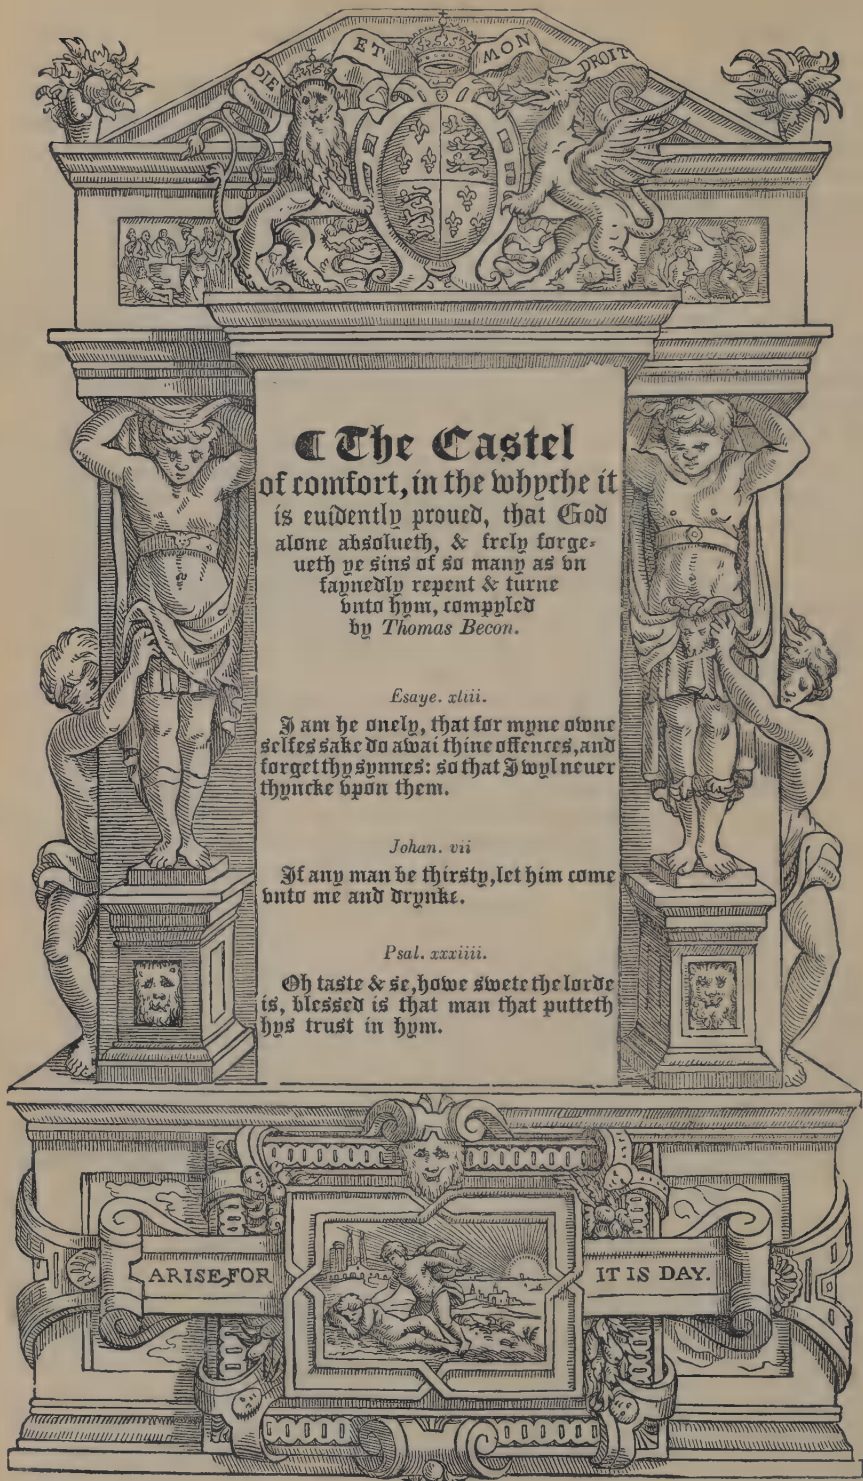 DIE ET MON DROIT
¶ The Castel
of comfort, in the whyche it
is euidently proued, that God
alone absolueth, & frely forge-
ueth ye sins of so many as vn
faynedly repent & turne
vnto hym, compyled
by Thomas Becon.
Esaye. xliii.
I am he onely, that for myne owne
selfes sake do awai thine offences, and
forget thy synnes: so that I wyl neuer
thyncke vpon them.
Johan. vii
If any man be thirsty, let him come
vnto me and drynke.
Psal. xxxiiii.
Oh taste & se, howe swete the lorde
is, blessed is that man that putteth
hys trust in hym.
ARISE, FOR IT IS DAY.